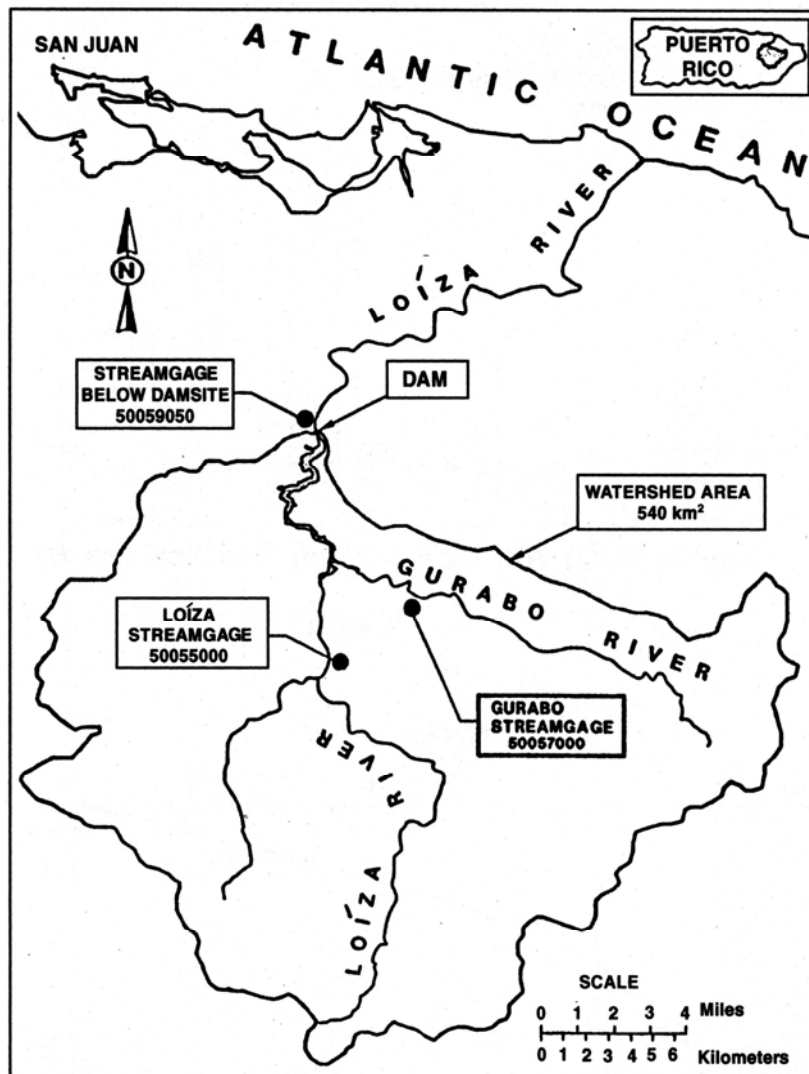 SAN JUAN
ATLANTIC OCEAN
PUERTO
RICO
LOÍZA RIVER
N
STREAMGAGE
BELOW DAMSITE
50059050
DAM
WATERSHED AREA
540 km²
GURABO RIVER
LOÍZA
STREAMGAGE
50055000
GURABO
STREAMGAGE
50057000
RIVER
LOÍZA RIVER
SCALE
0 1 2 3 4 Miles
0 1 2 3 4 5 6 Kilometers